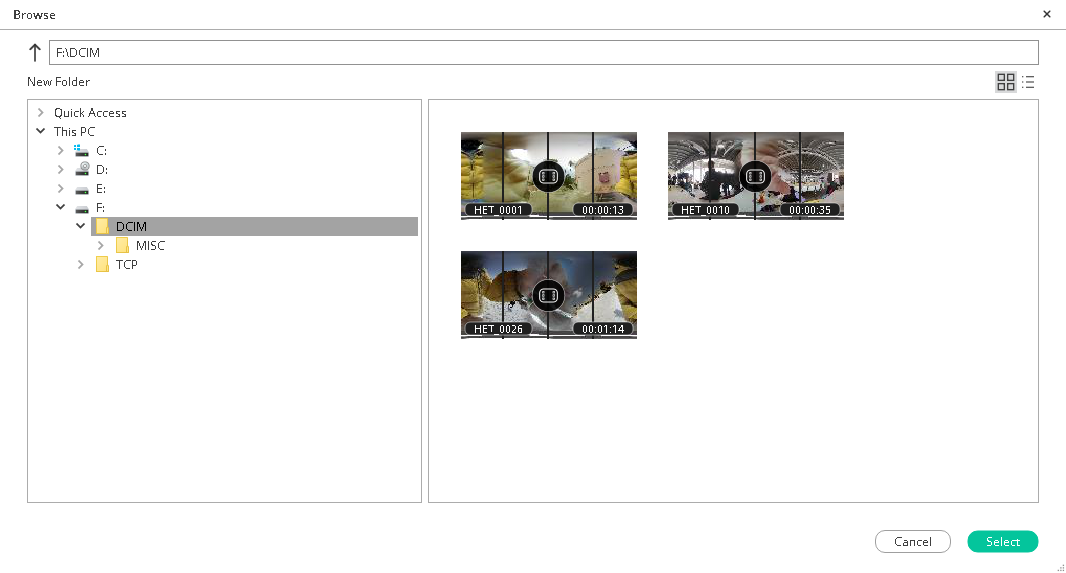 Browse
F:\DCIM
New Folder
Quick Access
This PC
C:
D:
E:
F:
DCIM
MISC
TCP
HET_0001 00:00:13
HET_0010 00:00:35
HET_0026 00:01:14
Cancel Select